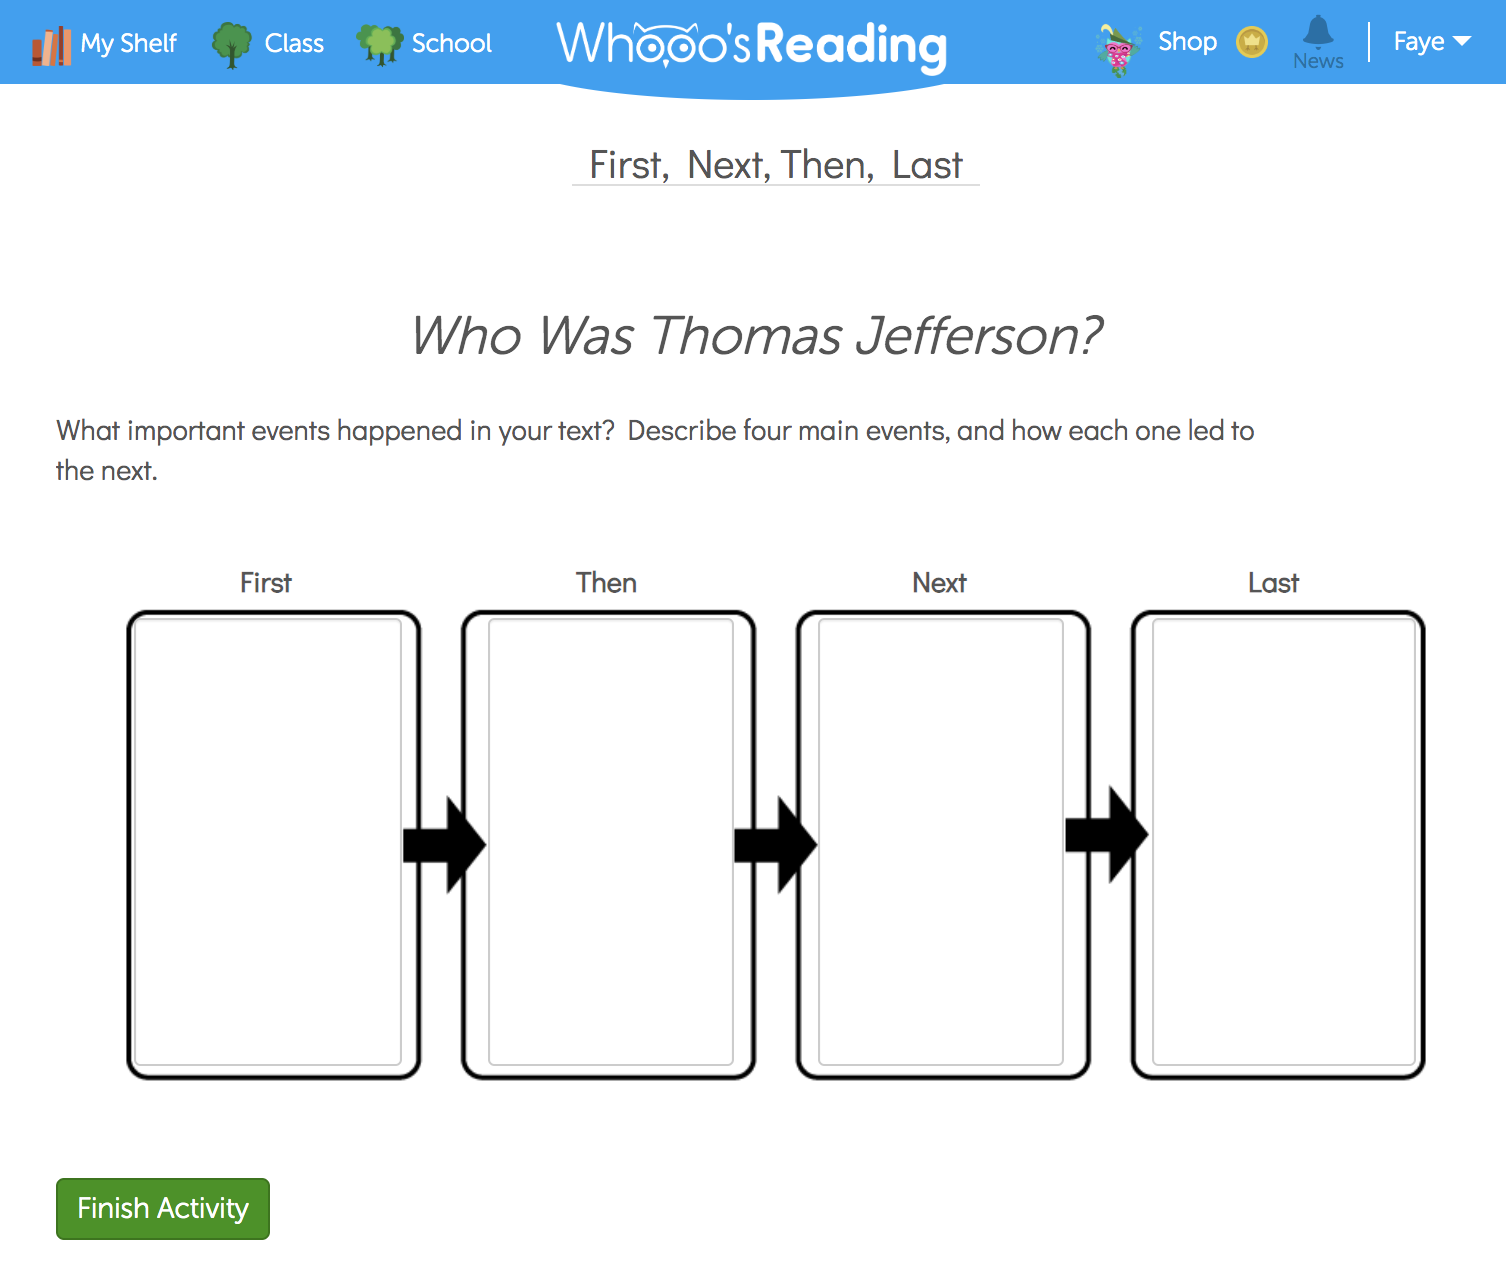 My Shelf Class School Whooo'sReading Shop News Faye
First, Next, Then, Last
Who Was Thomas Jefferson?
What important events happened in your text? Describe four main events, and how each one led to
the next.
First Then Next Last
Finish Activity